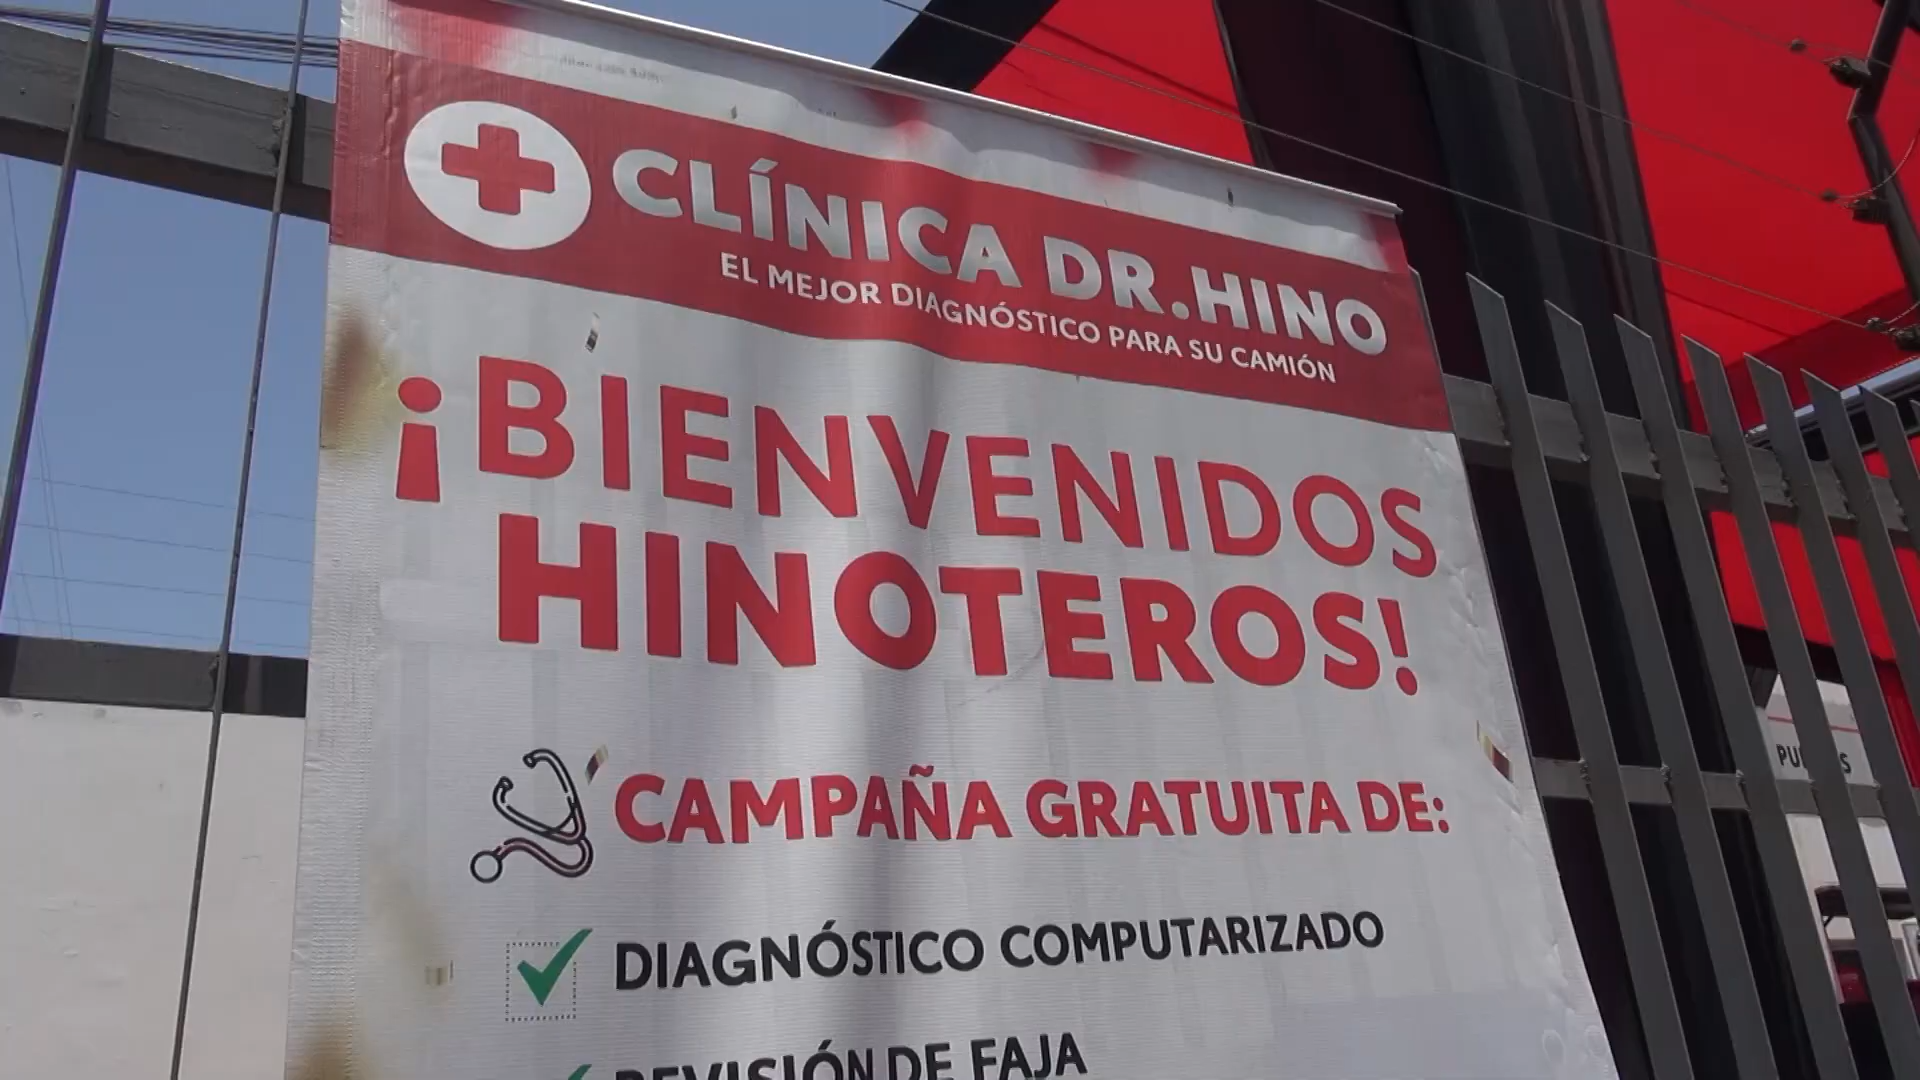 CLÍNICA DR.HINO
EL MEJOR DIAGNÓSTICO PARA SU CAMIÓN
¡BIENVENIDOS
HINOTEROS!
CAMPAÑA GRATUITA DE:
DIAGNÓSTICO COMPUTARIZADO
REVISIÓN DE FAJA